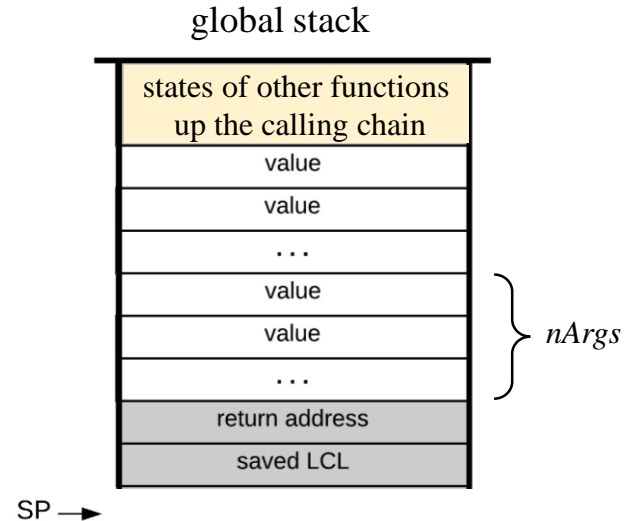 global stack
states of other functions
up the calling chain
value
value
...
value
value
...
nArgs
return address
saved LCL
SP